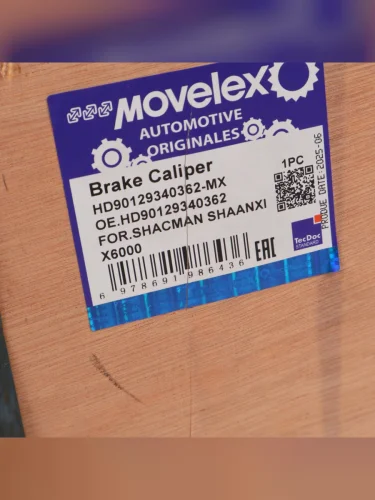 MOVELEX
AUTOMOTIVE
ORIGINALES
Brake Caliper
HD90129340362-MX
OE.HD90129340362
FOR.SHACMAN SHAANXI
X6000
1PC
PRODUE DATE:2025-06
TecDoc
STANDARD
EAC
6 978691 986436